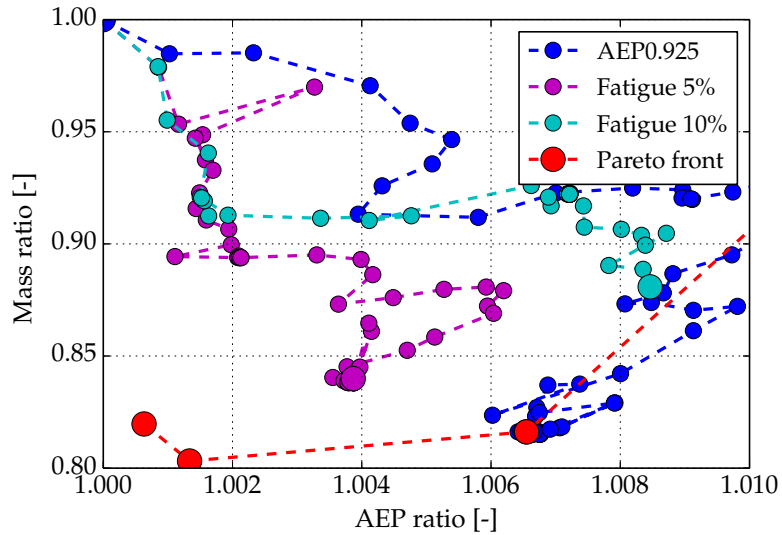 1.00
0.95
0.90
0.85
0.80
Mass ratio [-]
AEP0.925
Fatigue 5%
Fatigue 10%
Pareto front
1.000
1.002
1.004
1.006
1.008
1.010
AEP ratio [-]